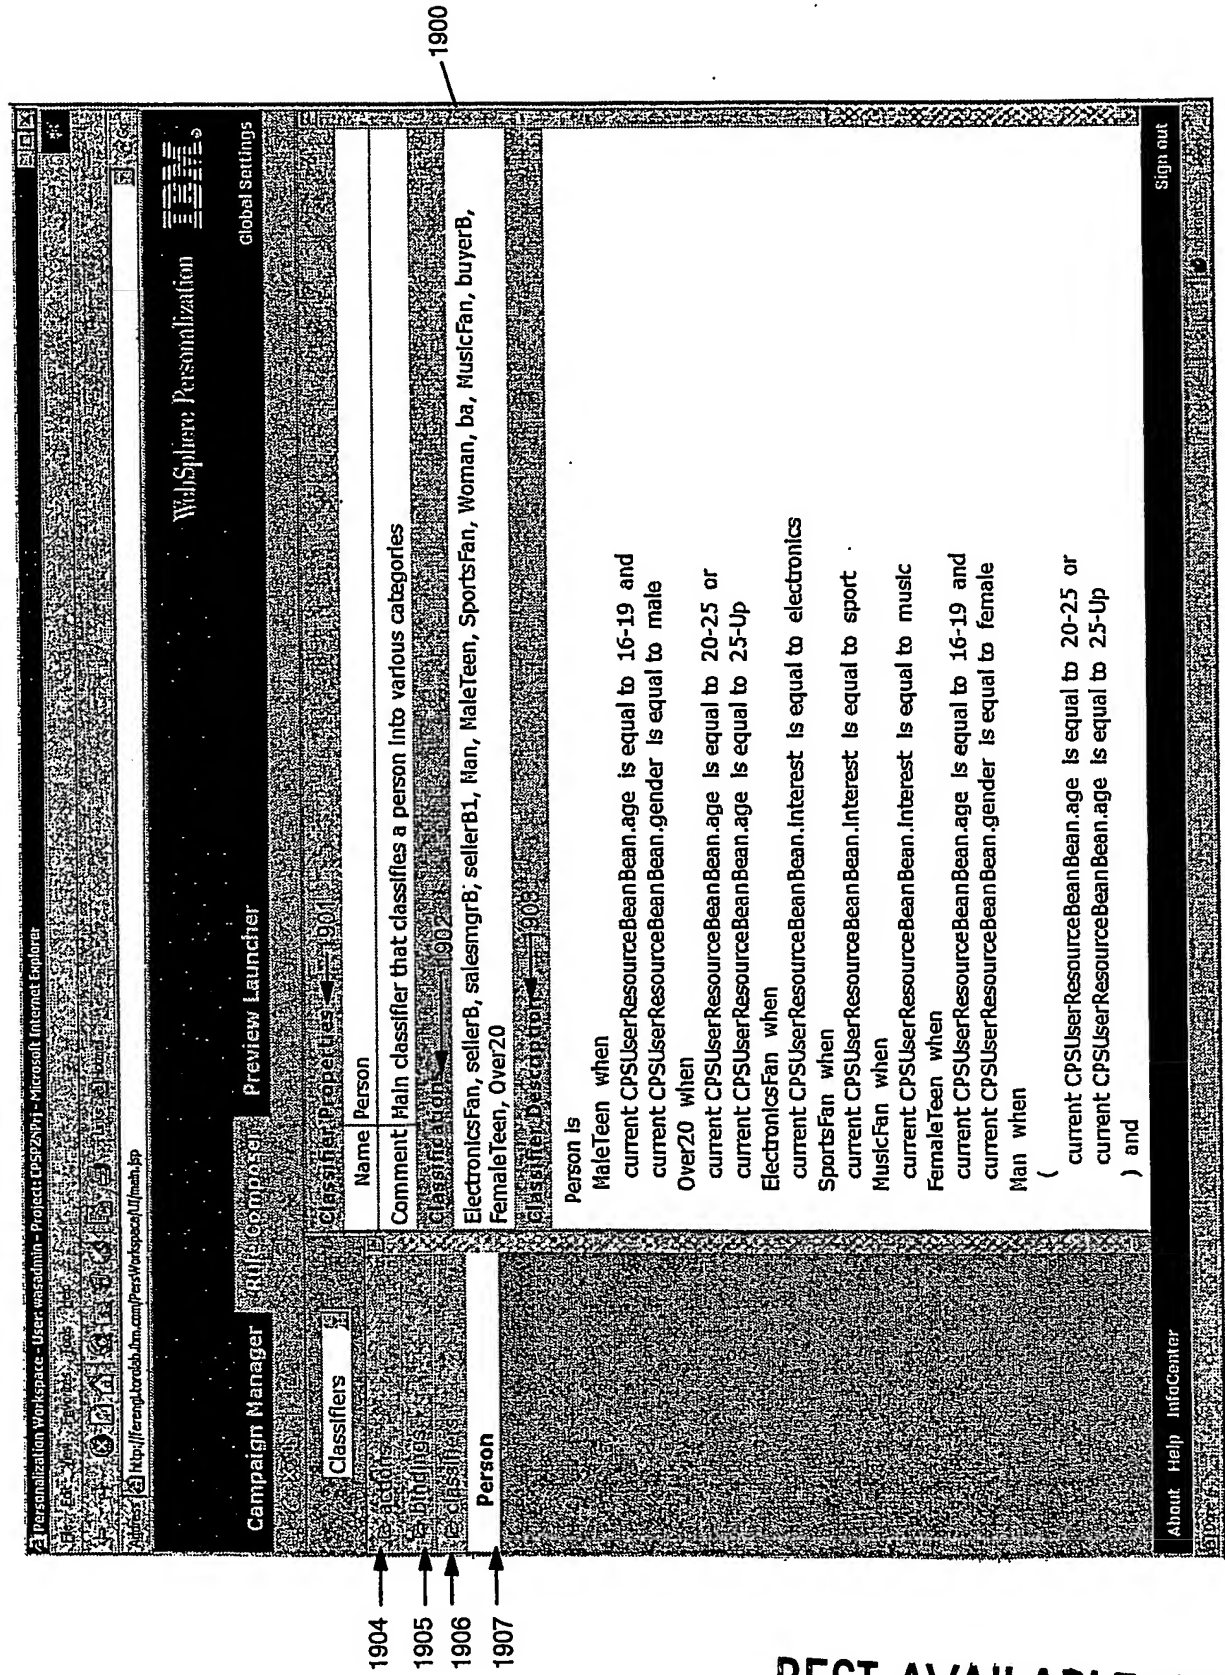 1900
Personalization Workspace - User: wasadmin - Project: CPSP2NPrj - Microsoft Internet Explorer
Address
WebSphere Personalization
IBM
Global Settings
Campaign Manager
Rule Composer
Preview Launcher
Classifiers
actions
bindings
classifiers
Person
1904
1905
1906
1907
Classifier Properties 1901
Name Person
Comment Main classifier that classifies a person into various categories
Classification 1902
ElectronicsFan, sellerB, salesmgrB, sellerB1, Man, MaleTeen, SportsFan, Woman, ba, MusicFan, buyerB,
FemaleTeen, Over20
Classifier Description 1903
Person is
MaleTeen when
current CPSUserResourceBeanBean.age is equal to 16-19 and
current CPSUserResourceBeanBean.gender is equal to male
Over20 when
current CPSUserResourceBeanBean.age is equal to 20-25 or
current CPSUserResourceBeanBean.age is equal to 25-Up
ElectronicsFan when
current CPSUserResourceBeanBean.interest is equal to electronics
SportsFan when
current CPSUserResourceBeanBean.interest is equal to sport
MusicFan when
current CPSUserResourceBeanBean.interest is equal to music
FemaleTeen when
current CPSUserResourceBeanBean.age is equal to 16-19 and
current CPSUserResourceBeanBean.gender is equal to female
Man when
(
current CPSUserResourceBeanBean.age is equal to 20-25 or
current CPSUserResourceBeanBean.age is equal to 25-Up
) and
About Help InfoCenter
Sign out
BEST AVAILABLE